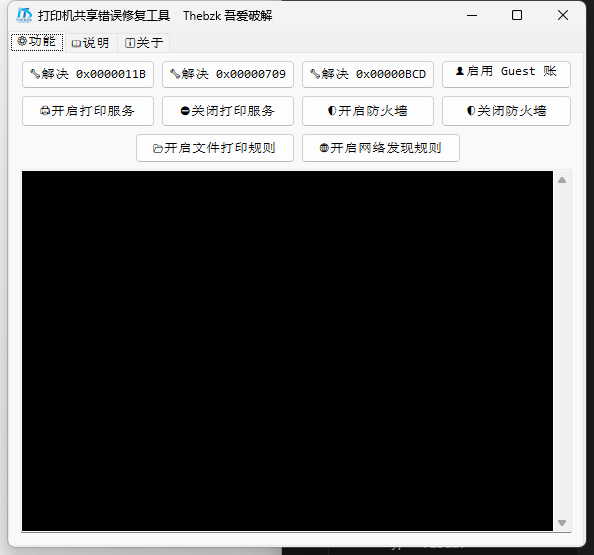 打印机共享错误修复工具 Thebzk 吾爱破解
功能 说明 关于
解决 0x0000011B 解决 0x00000709 解决 0x00000BCD 启用 Guest 账
开启打印服务 关闭打印服务 开启防火墙 关闭防火墙
开启文件打印规则 开启网络发现规则